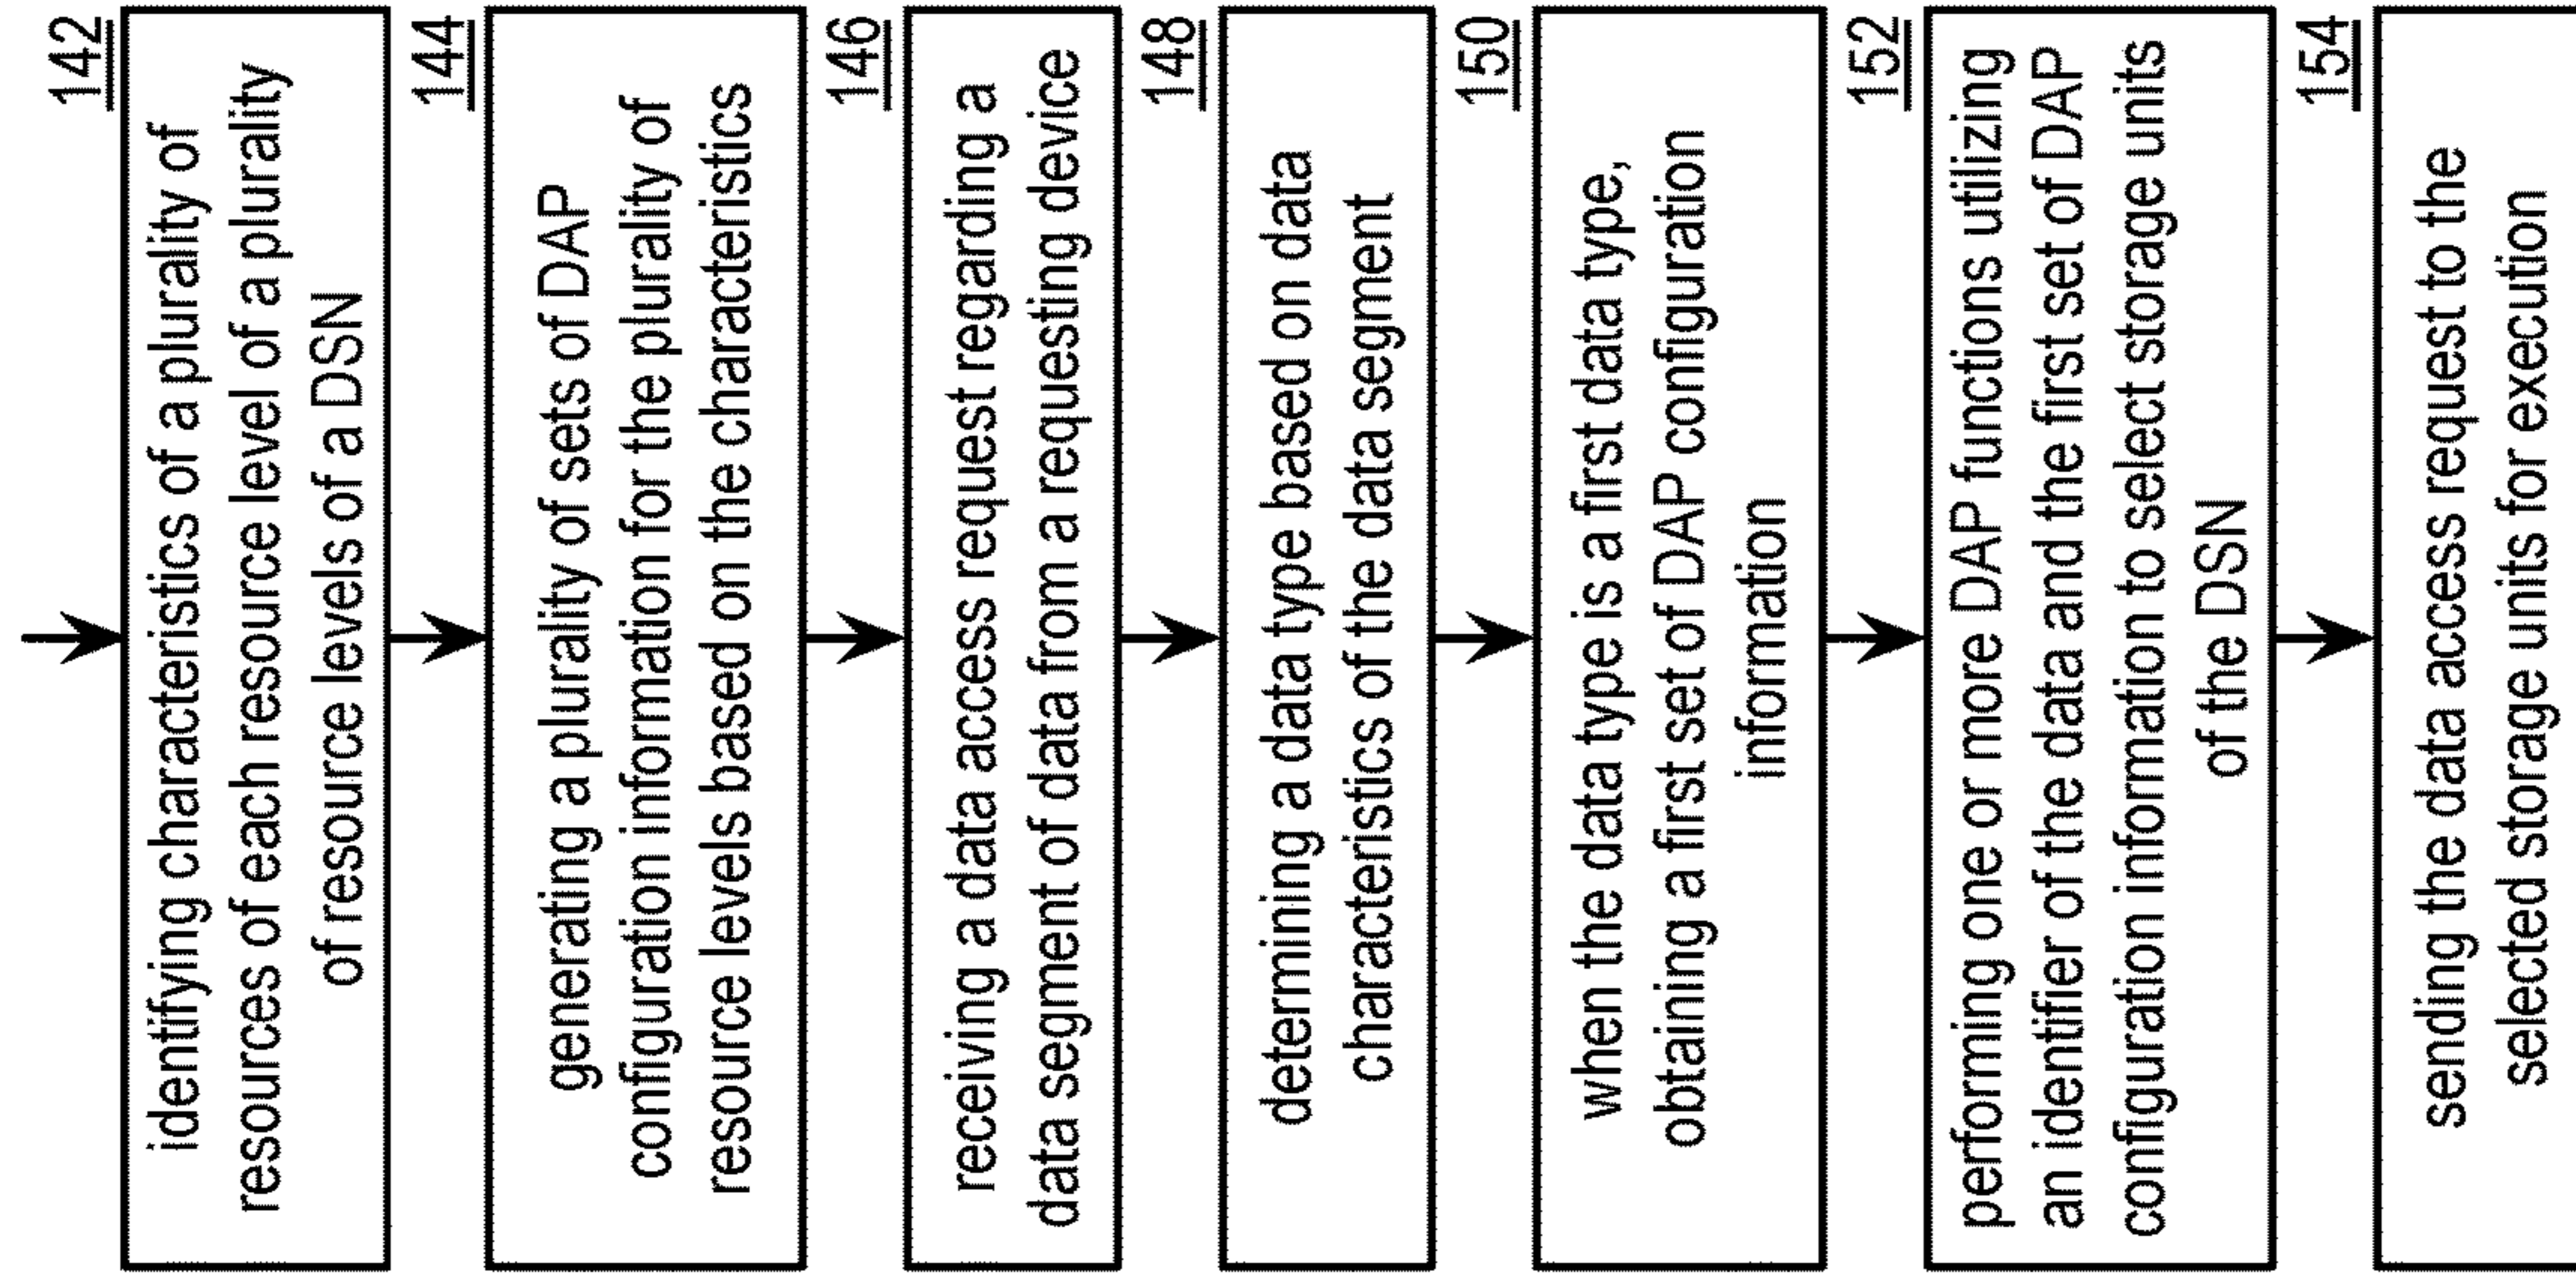 142
identifying characteristics of a plurality of
resources of each resource level of a plurality
of resource levels of a DSN
144
generating a plurality of sets of DAP
configuration information for the plurality of
resource levels based on the characteristics
146
receiving a data access request regarding a
data segment of data from a requesting device
148
determining a data type based on data
characteristics of the data segment
150
when the data type is a first data type,
obtaining a first set of DAP configuration
information
152
performing one or more DAP functions utilizing
an identifier of the data and the first set of DAP
configuration information to select storage units
of the DSN
154
sending the data access request to the
selected storage units for execution